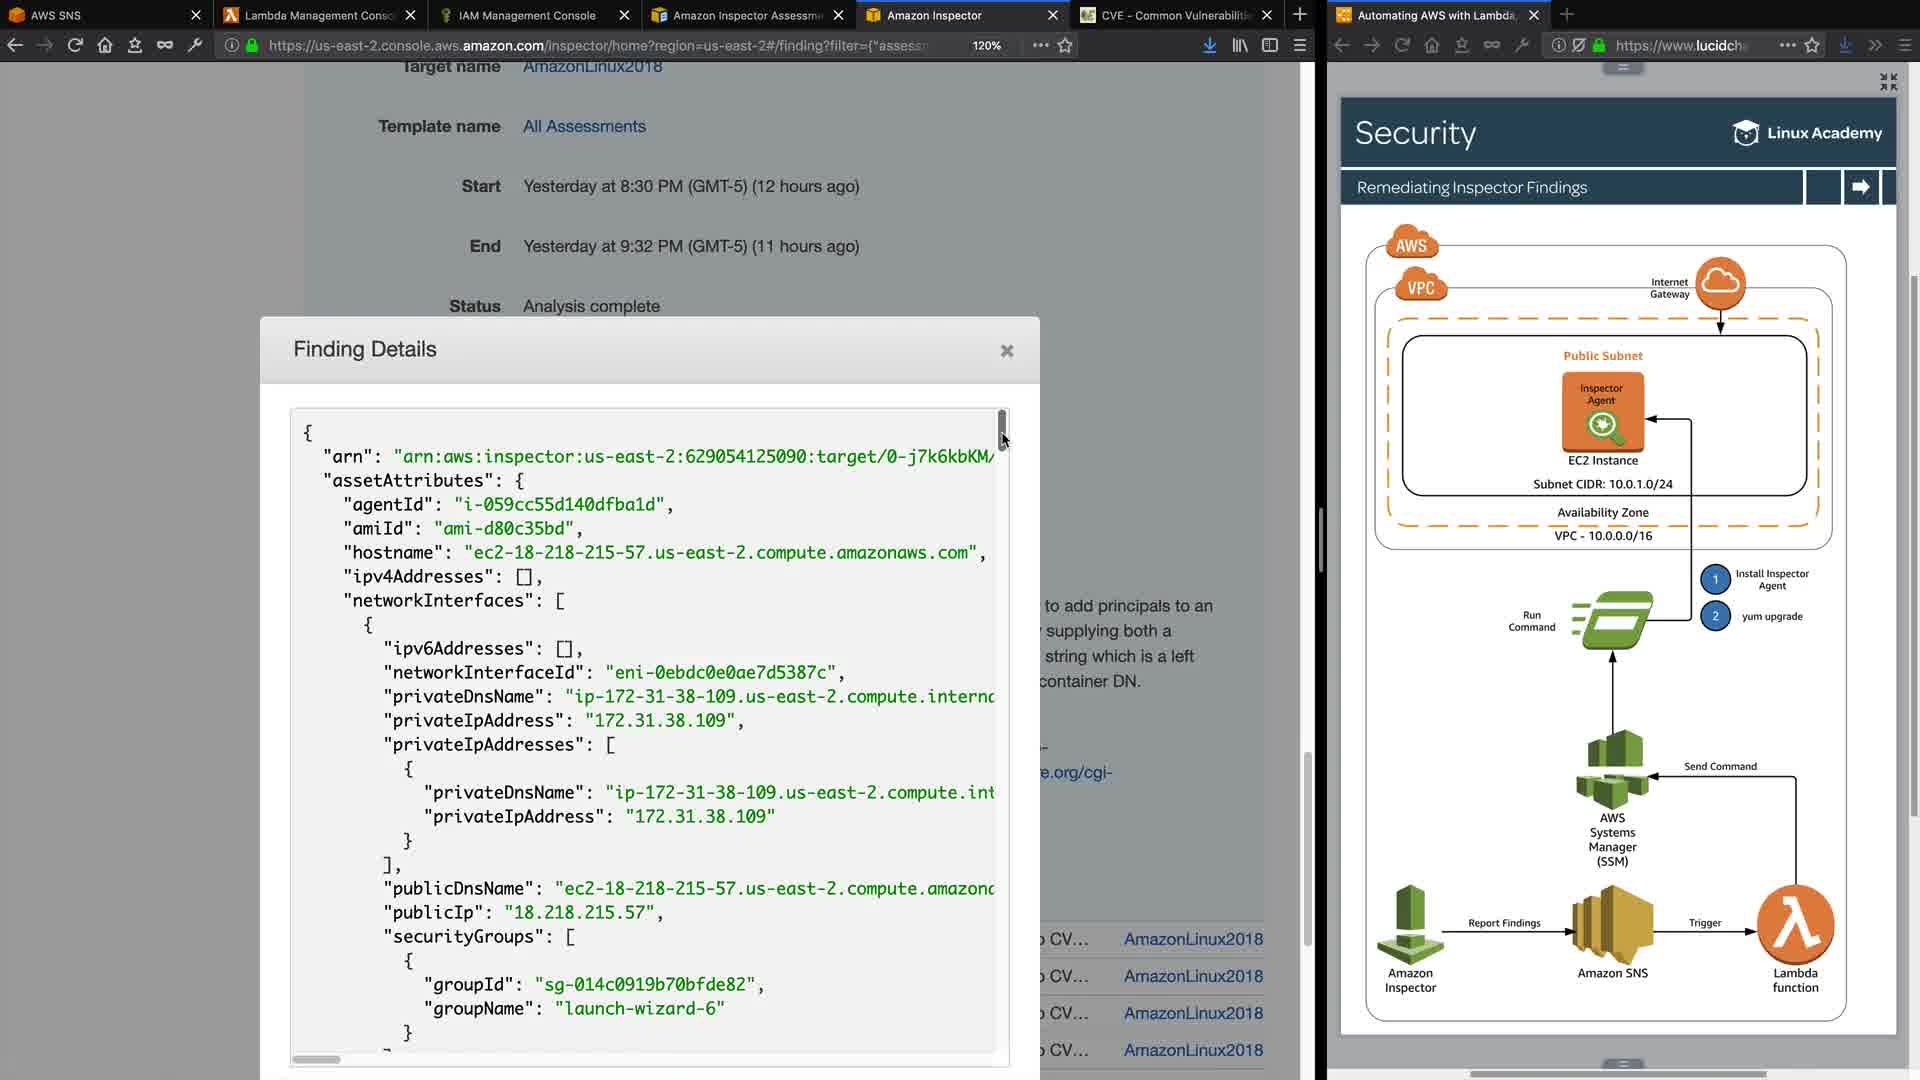 AWS SNS
Lambda Management Conso
IAM Management Console
Amazon Inspector Assessm
Amazon Inspector
CVE - Common Vulnerabiliti
Automating AWS with Lambda,
https://us-east-2.console.aws.amazon.com/inspector/home?region=us-east-2#/finding?filter={"assess
120%
https://www.lucidch
Target name AmazonLinux2018
Template name All Assessments
Start Yesterday at 8:30 PM (GMT-5) (12 hours ago)
End Yesterday at 9:32 PM (GMT-5) (11 hours ago)
Status Analysis complete
Finding Details
{
"arn": "arn:aws:inspector:us-east-2:629054125090:target/0-j7k6kbKM/
"assetAttributes": {
"agentId": "i-059cc55d140dfba1d",
"amiId": "ami-d80c35bd",
"hostname": "ec2-18-218-215-57.us-east-2.compute.amazonaws.com",
"ipv4Addresses": [],
"networkInterfaces": [
{
"ipv6Addresses": [],
"networkInterfaceId": "eni-0ebdc0e0ae7d5387c",
"privateDnsName": "ip-172-31-38-109.us-east-2.compute.interna
"privateIpAddress": "172.31.38.109",
"privateIpAddresses": [
{
"privateDnsName": "ip-172-31-38-109.us-east-2.compute.int
"privateIpAddress": "172.31.38.109"
}
],
"publicDnsName": "ec2-18-218-215-57.us-east-2.compute.amazona
"publicIp": "18.218.215.57",
"securityGroups": [
{
"groupId": "sg-014c0919b70bfde82",
"groupName": "launch-wizard-6"
}
to add principals to an
supplying both a
string which is a left
container DN.
e.org/cgi-
CV... AmazonLinux2018
CV... AmazonLinux2018
CV... AmazonLinux2018
CV... AmazonLinux2018
Security
Linux Academy
Remediating Inspector Findings
AWS
VPC
Internet
Gateway
Public Subnet
Inspector
Agent
EC2 Instance
Subnet CIDR: 10.0.1.0/24
Availability Zone
VPC - 10.0.0.0/16
1 Install Inspector
Agent
2 yum upgrade
Run
Command
Send Command
AWS
Systems
Manager
(SSM)
Report Findings
Trigger
Amazon
Inspector
Amazon SNS
Lambda
function